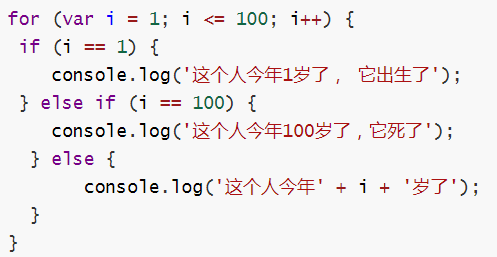 for (var i = 1; i <= 100; i++) {
if (i == 1) {
console.log('这个人今年1岁了， 它出生了');
} else if (i == 100) {
console.log('这个人今年100岁了，它死了');
} else {
console.log('这个人今年' + i + '岁了');
}
}